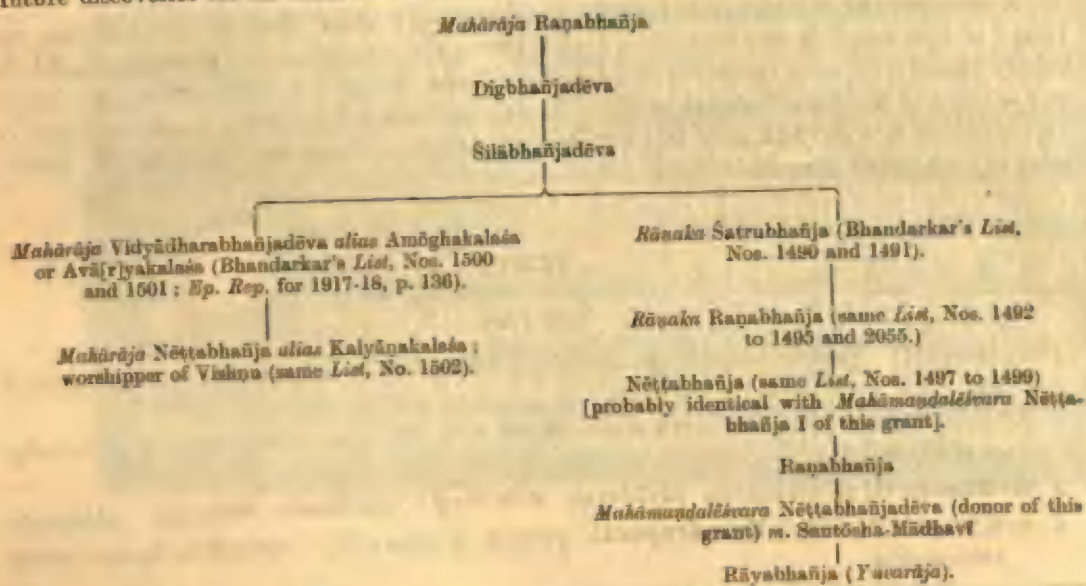 Mahārāja Raṇabhañja
Digbhañjadēva
Śilābhañjadēva
Mahārāja Vidyādharabhañjadēva alias Amōghakalaśa
or Avā[r]yakalaśa (Bhandarkar's List, Nos. 1500
and 1501 ; Ep. Rep. for 1917-18, p. 136).
Mahārāja Nēṭṭabhañja alias Kalyāṇakalaśa ;
worshipper of Vishṇu (same List, No. 1502).
Rāṇaka Śatrubhañja (Bhandarkar's List,
Nos. 1490 and 1491).
Rāṇaka Raṇabhañja (same List, Nos. 1492
to 1495 and 2055.)
Nēṭṭabhañja (same List, Nos. 1497 to 1499)
[probably identical with Mahāmaṇḍalēśvara Nēṭṭa-
bhañja I of this grant].
Raṇabhañja
Mahāmaṇḍalēśvara Nēṭṭabhañjadēva (donor of this
grant) m. Santōsha-Mādhavī
Rāyabhañja (Yuvarāja).